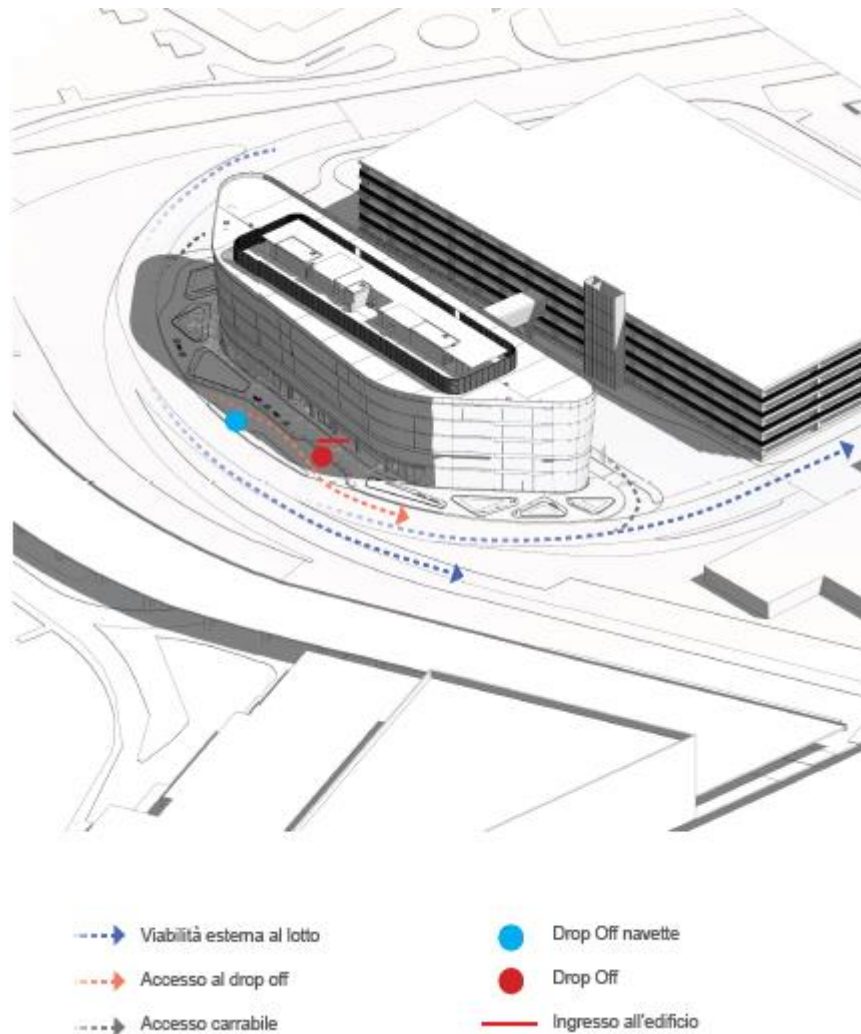 Viabilità esterna al lotto
Drop Off navette
Accesso al drop off
Drop Off
Accesso carrabile
Ingresso all'edificio